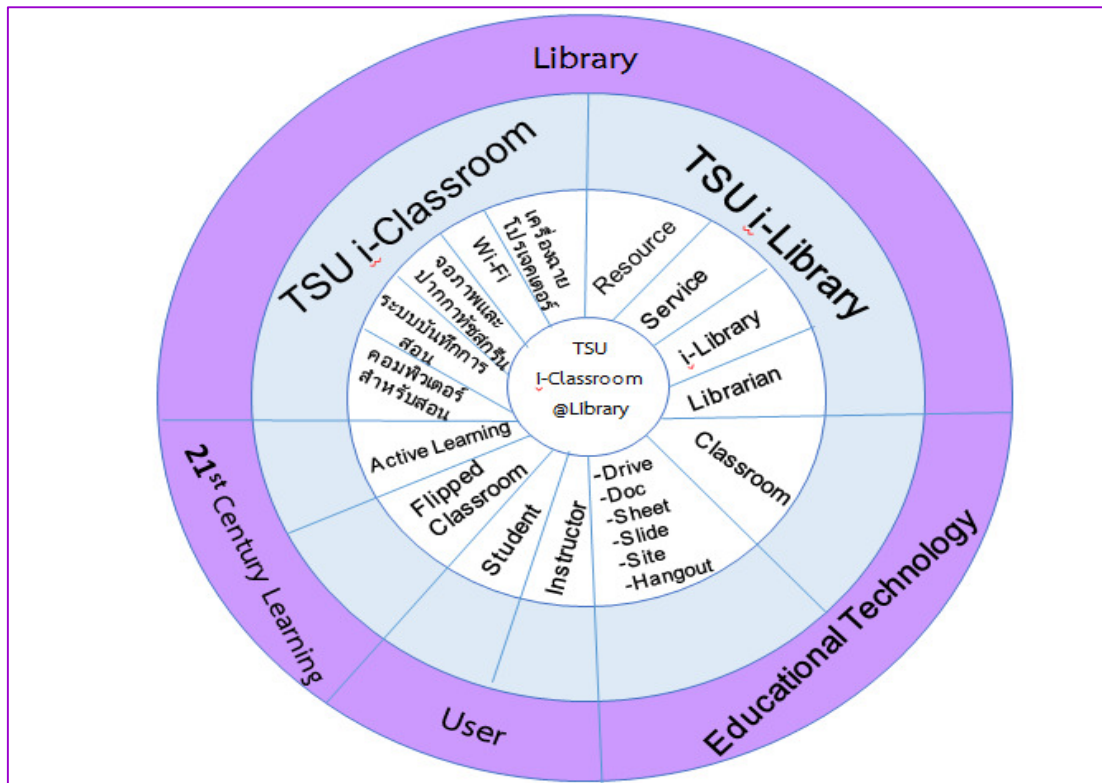 Library
TSU i-Classroom
TSU i-Library
เครื่องฉาย
โปรเจคเตอร์
Wi-Fi
จอภาพและ
ปากกาทัชสกรีน
ระบบบันทึกการ
สอน
คอมพิวเตอร์
สำหรับสอน
Resource
Service
i-Library
Librarian
TSU
I-Classroom
@LIbrary
Classroom
-Drive
-Doc
-Sheet
-Slide
-Site
-Hangout
Instructor
Student
Flipped
Classroom
Active Learning
21st Century Learning
User
Educational Technology